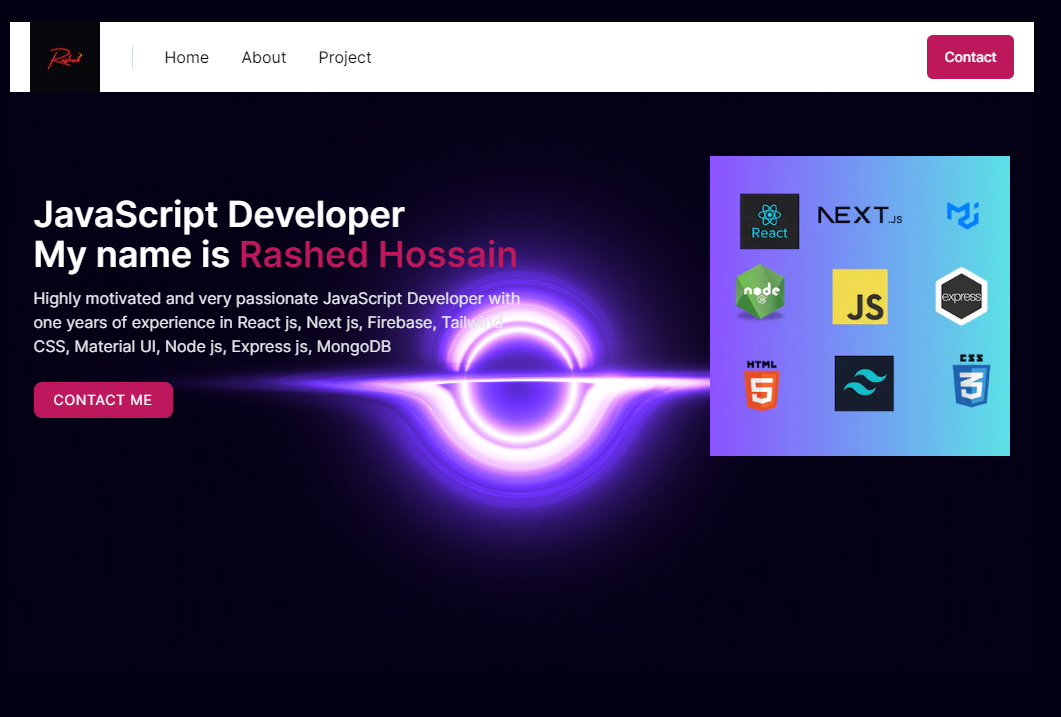 Rashed
Home About Project
Contact
JavaScript Developer
My name is Rashed Hossain
Highly motivated and very passionate JavaScript Developer with
one years of experience in React js, Next js, Firebase, Tailwind
CSS, Material UI, Node js, Express js, MongoDB
CONTACT ME
React
NEXT.JS
node
JS
JS
express
HTML
5
CSS
3